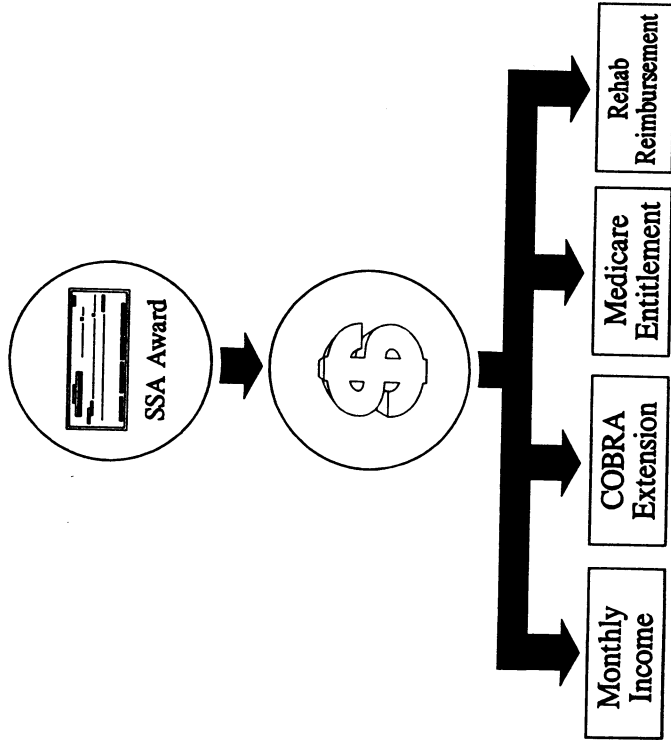 SSA Award
$
Monthly
Income
COBRA
Extension
Medicare
Entitlement
Rehab
Reimbursement